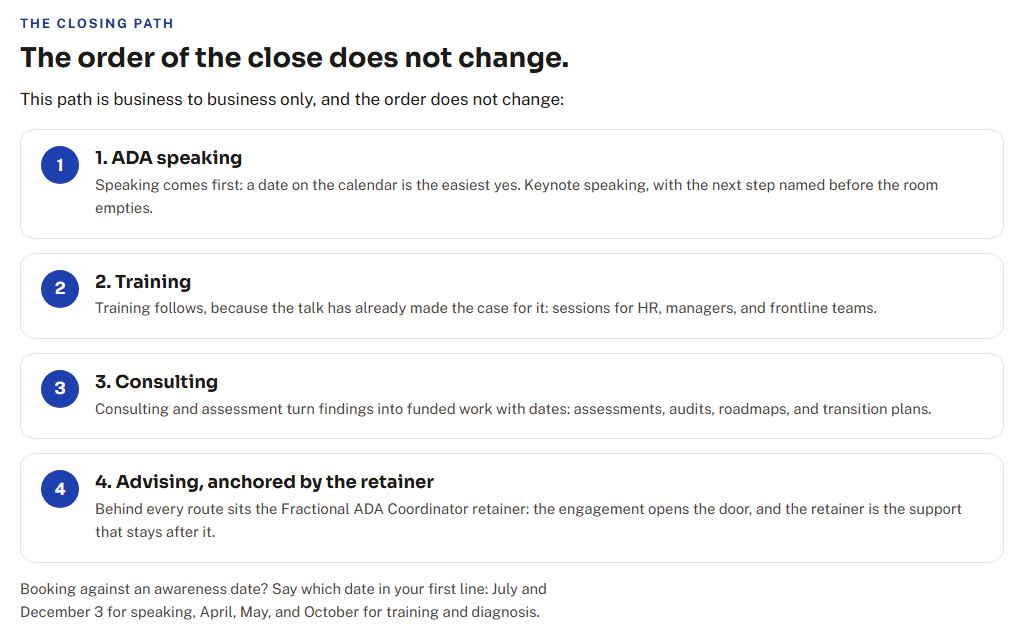 THE CLOSING PATH
The order of the close does not change.
This path is business to business only, and the order does not change:
1
1. ADA speaking
Speaking comes first: a date on the calendar is the easiest yes. Keynote speaking, with the next step named before the room
empties.
2
2. Training
Training follows, because the talk has already made the case for it: sessions for HR, managers, and frontline teams.
3
3. Consulting
Consulting and assessment turn findings into funded work with dates: assessments, audits, roadmaps, and transition plans.
4
4. Advising, anchored by the retainer
Behind every route sits the Fractional ADA Coordinator retainer: the engagement opens the door, and the retainer is the support
that stays after it.
Booking against an awareness date? Say which date in your first line: July and
December 3 for speaking, April, May, and October for training and diagnosis.